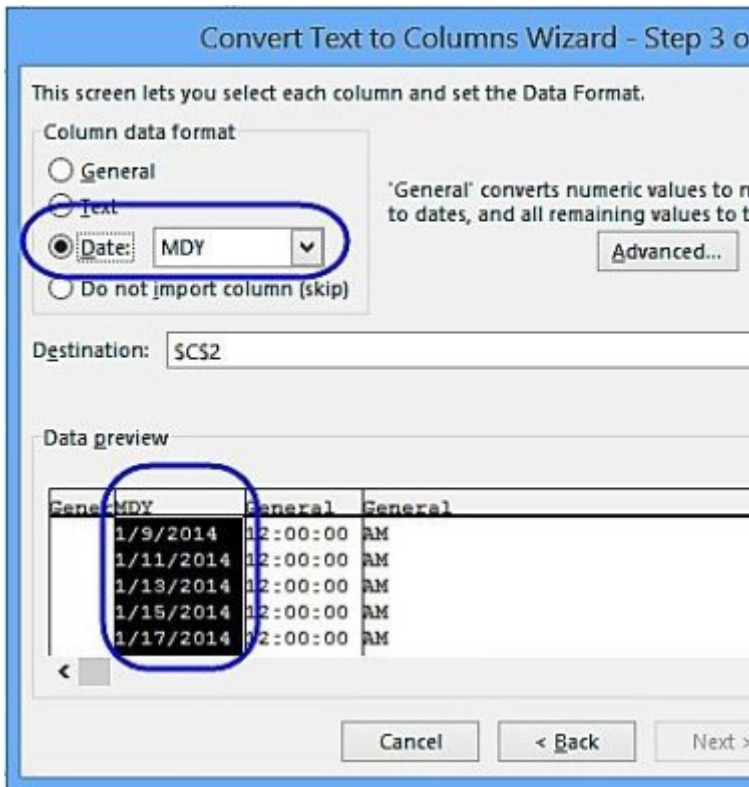 Convert Text to Columns Wizard - Step 3 o
This screen lets you select each column and set the Data Format.
Column data format
General
Text
Date: MDY
Do not import column (skip)
'General' converts numeric values to n
to dates, and all remaining values to t
Advanced...
Destination: $C$2
Data preview
Gener MDY General General
1/9/2014 12:00:00 AM
1/11/2014 12:00:00 AM
1/13/2014 12:00:00 AM
1/15/2014 12:00:00 AM
1/17/2014 12:00:00 AM
Cancel < Back Next >